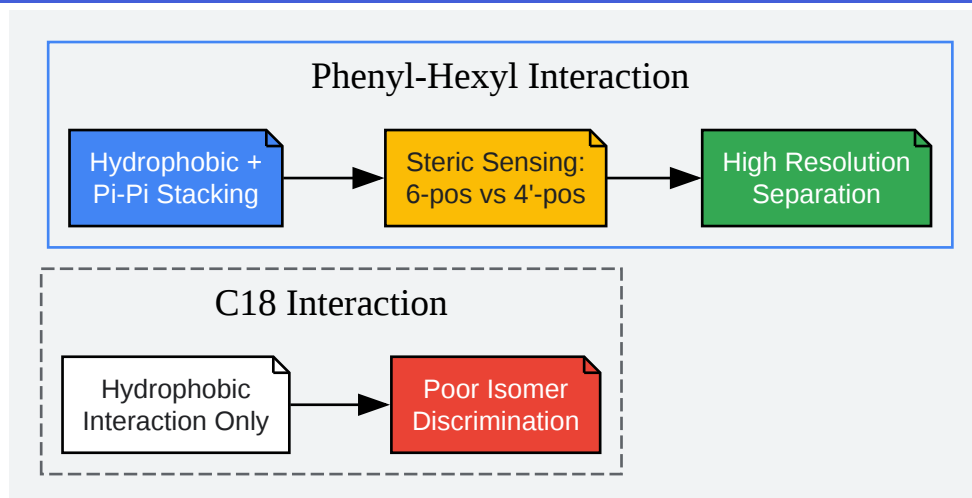 Phenyl-Hexyl Interaction
Hydrophobic +
Pi-Pi Stacking
Steric Sensing:
6-pos vs 4'-pos
High Resolution
Separation
C18 Interaction
Hydrophobic
Interaction Only
Poor Isomer
Discrimination